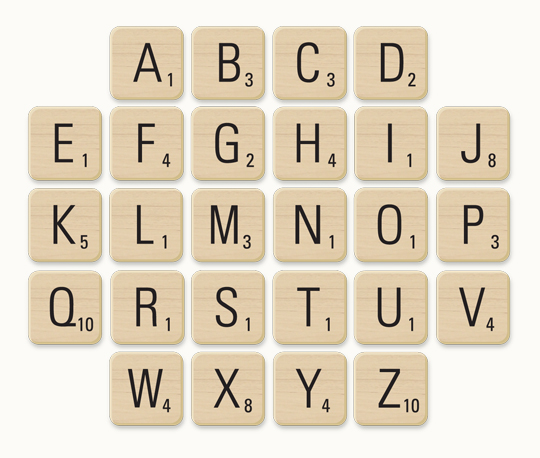 A1 B3 C3 D2
E1 F4 G2 H4 I1 J8
K5 L1 M3 N1 O1 P3
Q10 R1 S1 T1 U1 V4
W4 X8 Y4 Z10